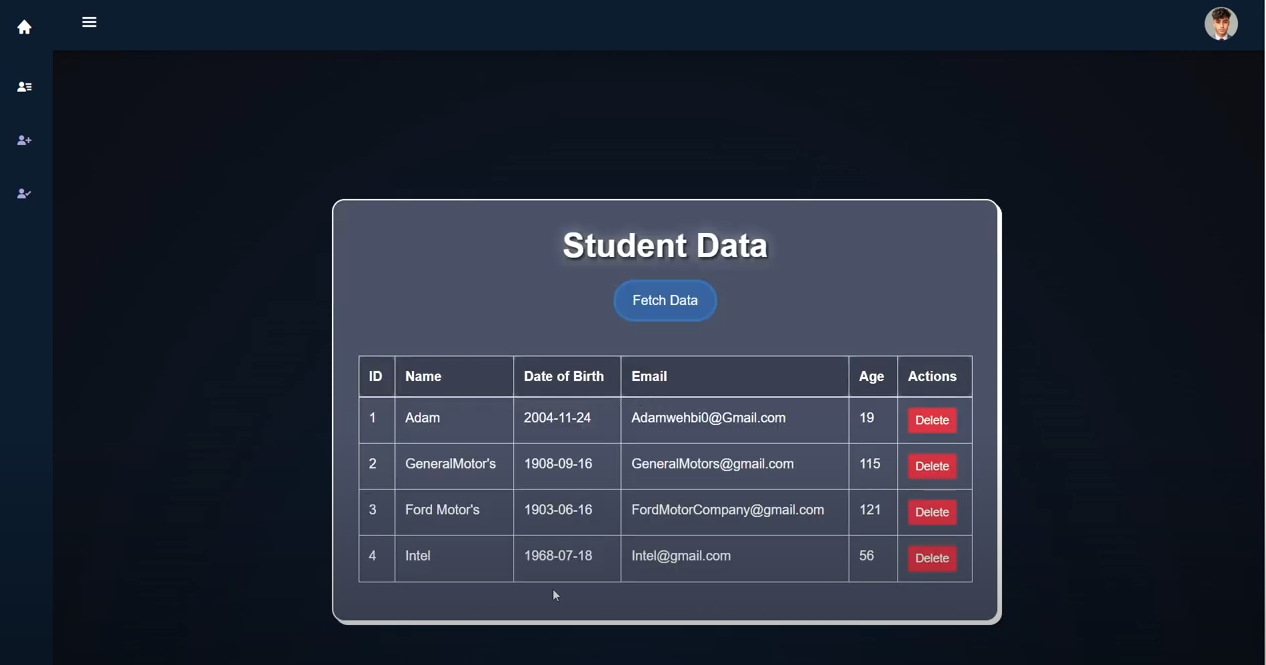 Student Data
Fetch Data
ID Name Date of Birth Email Age Actions
1 Adam 2004-11-24 Adamwehbi0@Gmail.com 19 Delete
2 GeneralMotor's 1908-09-16 GeneralMotors@gmail.com 115 Delete
3 Ford Motor's 1903-06-16 FordMotorCompany@gmail.com 121 Delete
4 Intel 1968-07-18 Intel@gmail.com 56 Delete